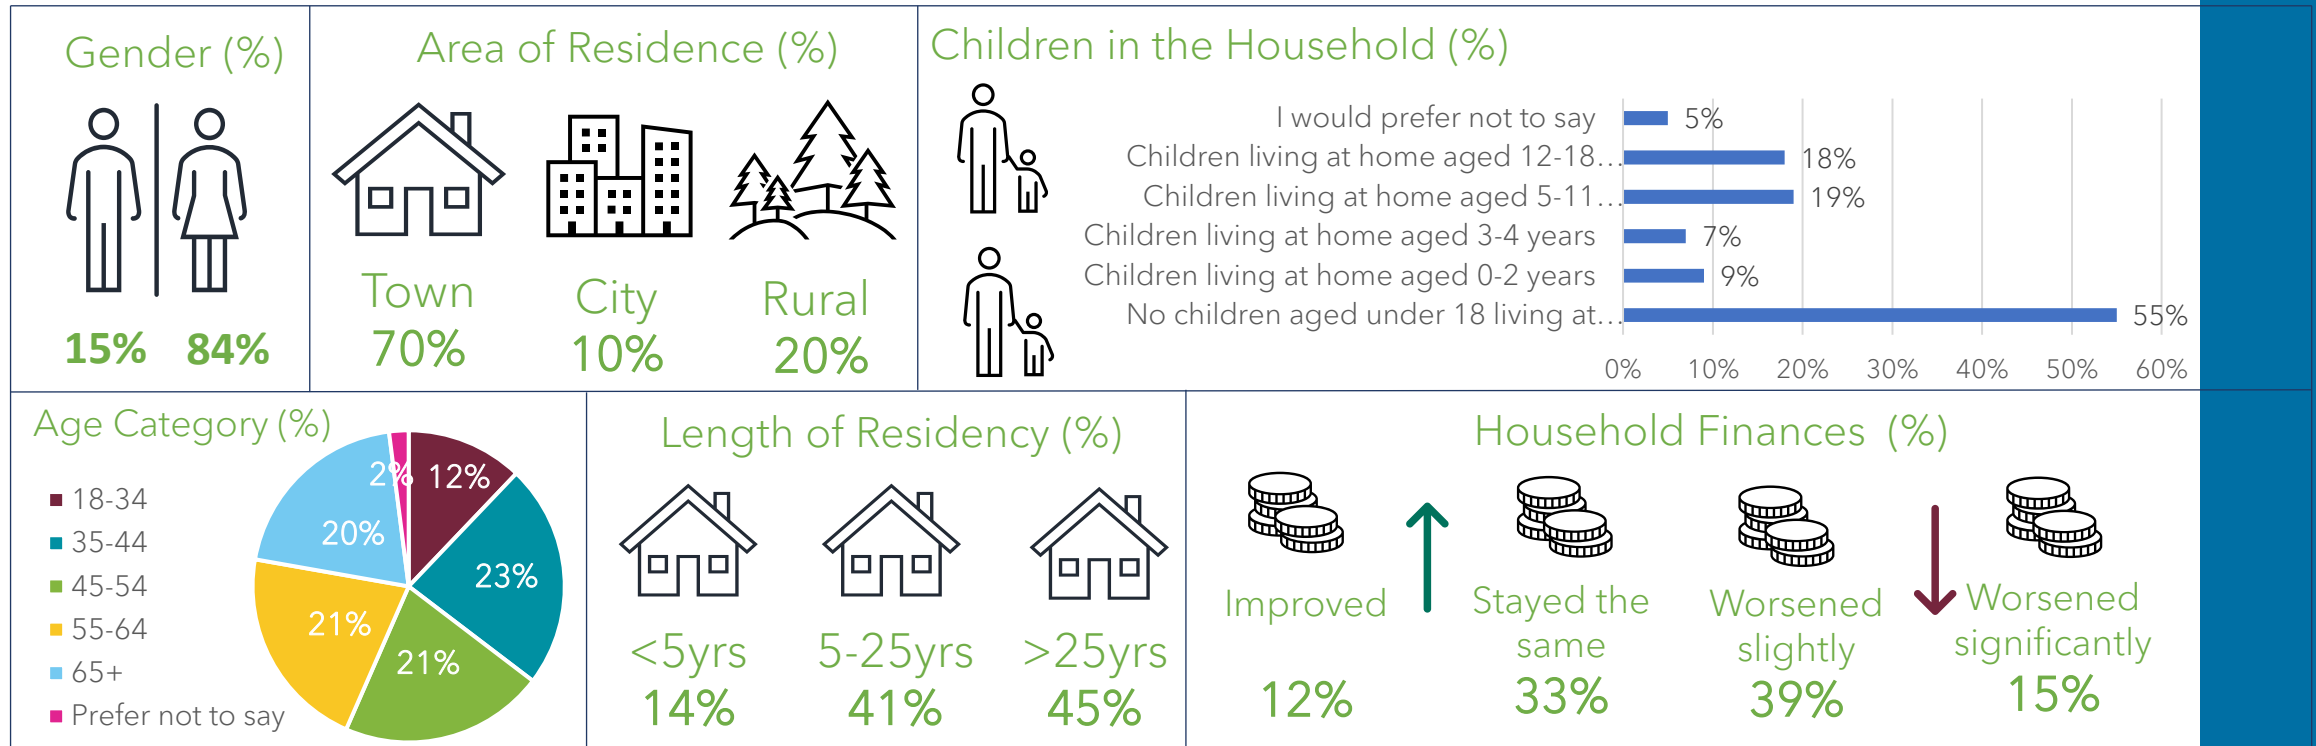 Gender (%)
15% 84%
Area of Residence (%)
Town
70%
City
10%
Rural
20%
Children in the Household (%)
I would prefer not to say 5%
Children living at home aged 12-18… 18%
Children living at home aged 5-11… 19%
Children living at home aged 3-4 years 7%
Children living at home aged 0-2 years 9%
No children aged under 18 living at… 55%
0% 10% 20% 30% 40% 50% 60%
Age Category (%)
18-34
35-44
45-54
55-64
65+
Prefer not to say
2% 12%
20%
23%
21%
21%
Length of Residency (%)
<5yrs
14%
5-25yrs
41%
>25yrs
45%
Household Finances (%)
Improved
12%
Stayed the
same
33%
Worsened
slightly
39%
Worsened
significantly
15%